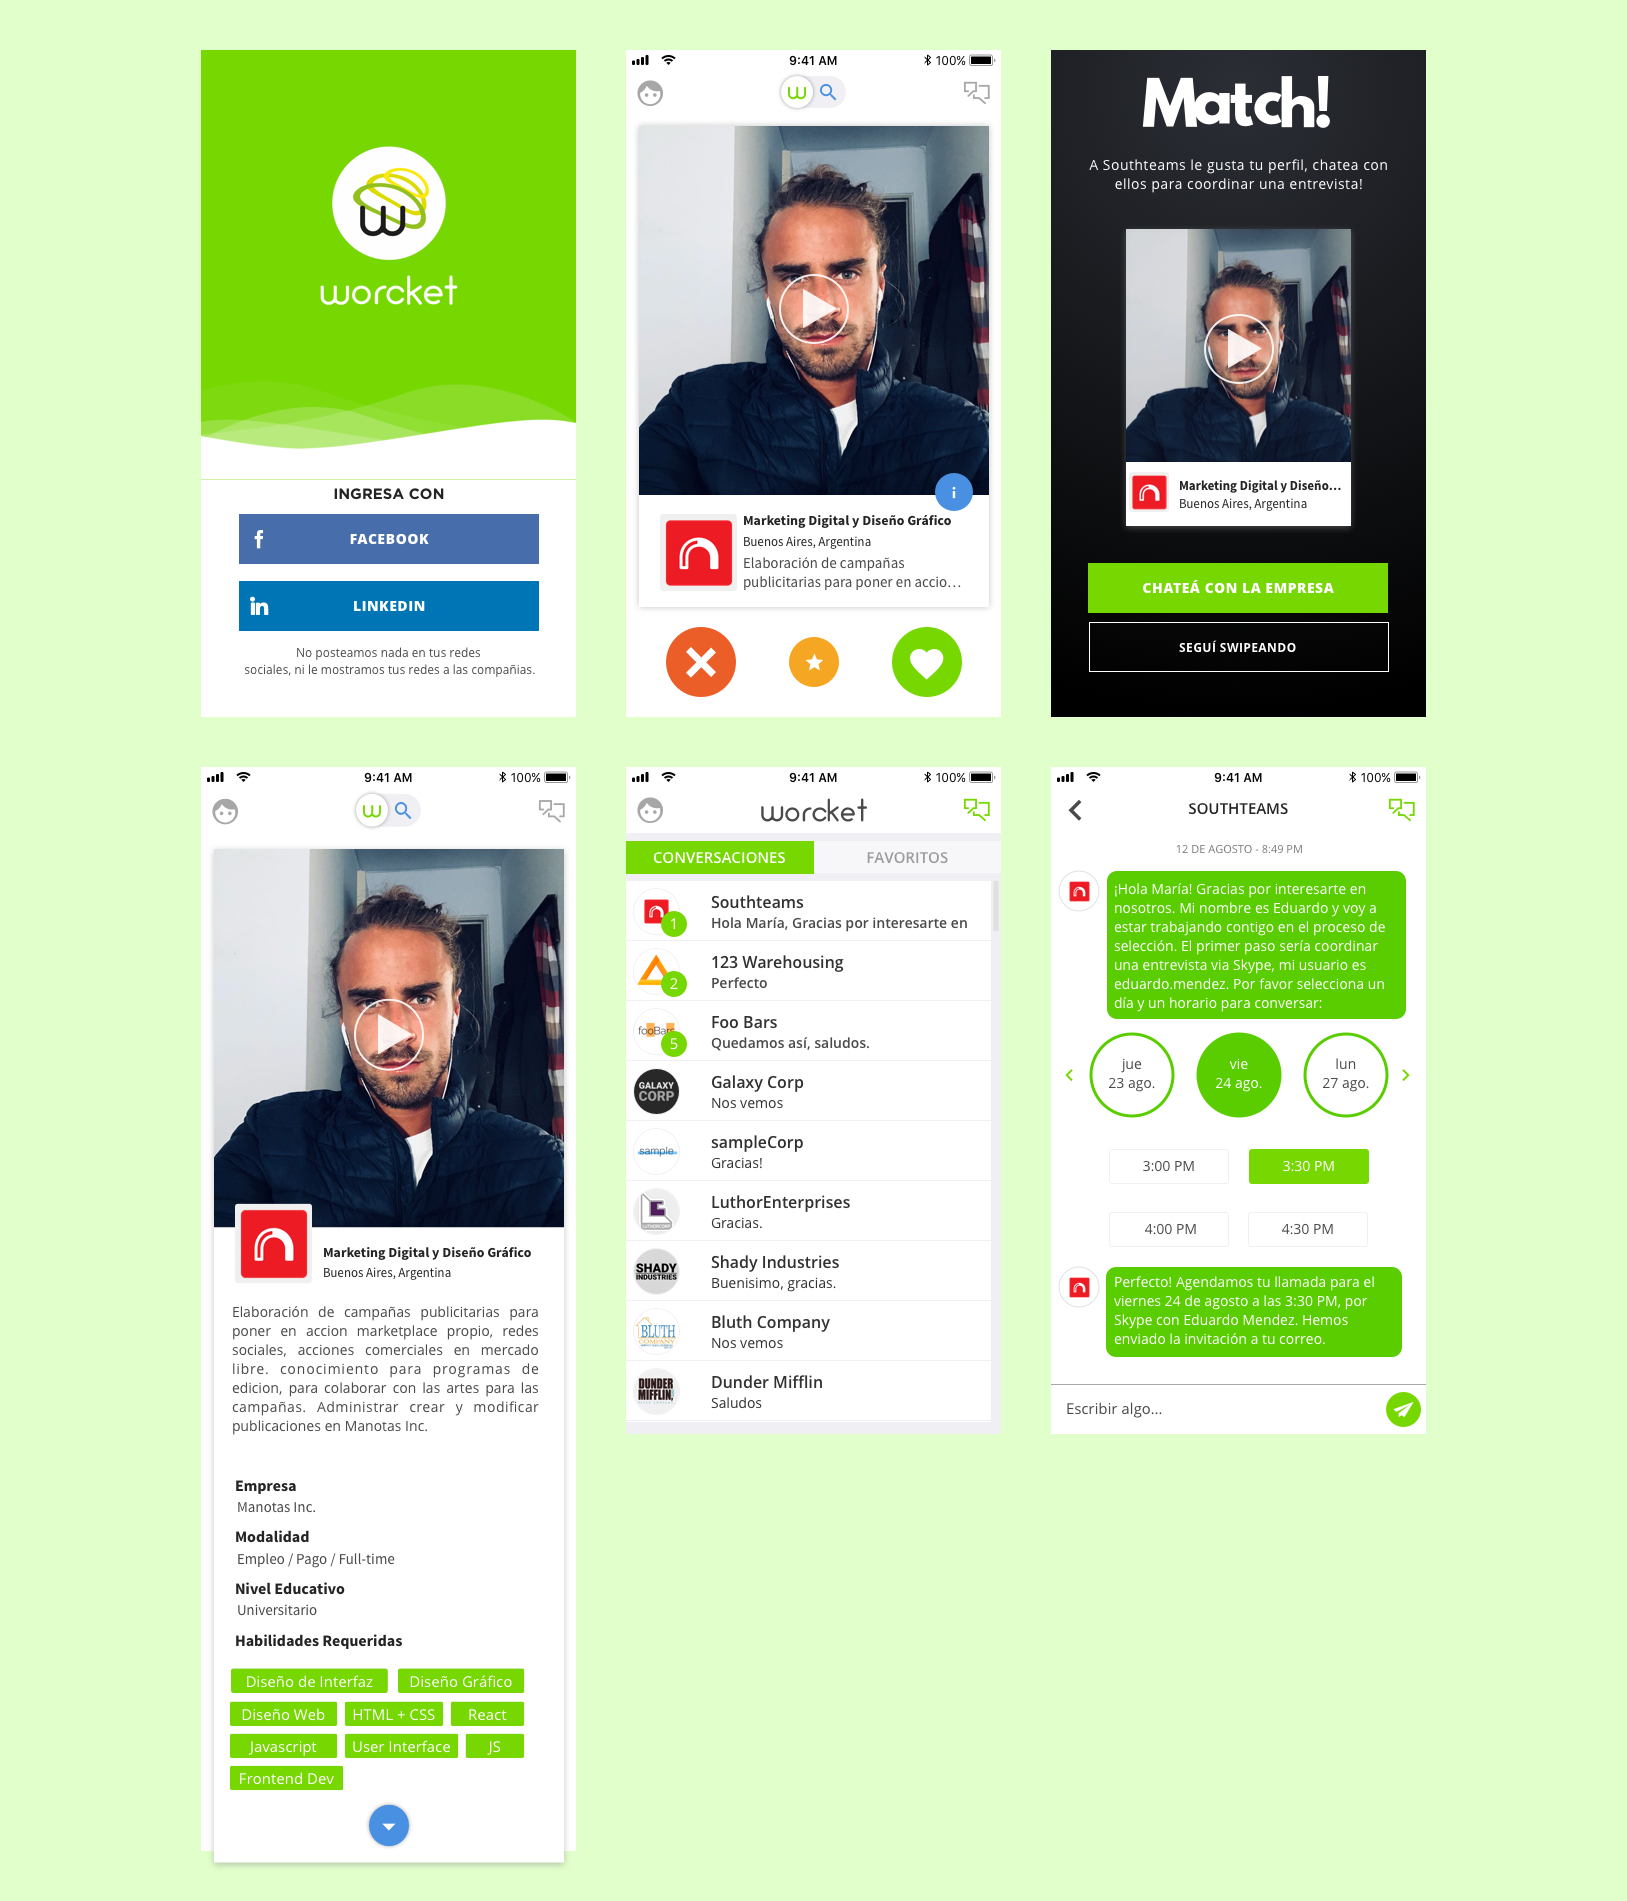 worcket
INGRESA CON
FACEBOOK
LINKEDIN
No posteamos nada en tus redes
sociales, ni le mostramos tus redes a las compañias.
9:41 AM
100%
Marketing Digital y Diseño Gráfico
Buenos Aires, Argentina
Elaboración de campañas
publicitarias para poner en accio...
Match!
A Southteams le gusta tu perfil, chatea con
ellos para coordinar una entrevista!
Marketing Digital y Diseño...
Buenos Aires, Argentina
CHATEÁ CON LA EMPRESA
SEGUÍ SWIPEANDO
9:41 AM
100%
Marketing Digital y Diseño Gráfico
Buenos Aires, Argentina
Elaboración de campañas publicitarias para
poner en accion marketplace propio, redes
sociales, acciones comerciales en mercado
libre. conocimiento para programas de
edicion, para colaborar con las artes para las
campañas. Administrar crear y modificar
publicaciones en Manotas Inc.
Empresa
Manotas Inc.
Modalidad
Empleo / Pago / Full-time
Nivel Educativo
Universitario
Habilidades Requeridas
Diseño de Interfaz Diseño Gráfico
Diseño Web HTML + CSS React
Javascript User Interface JS
Frontend Dev
9:41 AM
100%
worcket
CONVERSACIONES FAVORITOS
Southteams
1
Hola María, Gracias por interesarte en
123 Warehousing
2
Perfecto
fooBars
Foo Bars
5
Quedamos así, saludos.
GALAXY
CORP
Galaxy Corp
Nos vemos
sample
sampleCorp
Gracias!
LUTHORCORP
LuthorEnterprises
Gracias.
SHADY
INDUSTRIES
Shady Industries
Buenisimo, gracias.
BLUTH
COMPANY
Bluth Company
Nos vemos
DUNDER
MIFFLIN,
Dunder Mifflin
Saludos
9:41 AM
100%
SOUTHTEAMS
12 DE AGOSTO - 8:49 PM
¡Hola María! Gracias por interesarte en
nosotros. Mi nombre es Eduardo y voy a
estar trabajando contigo en el proceso de
selección. El primer paso sería coordinar
una entrevista via Skype, mi usuario es
eduardo.mendez. Por favor selecciona un
día y un horario para conversar:
jue
23 ago.
vie
24 ago.
lun
27 ago.
3:00 PM 3:30 PM
4:00 PM 4:30 PM
Perfecto! Agendamos tu llamada para el
viernes 24 de agosto a las 3:30 PM, por
Skype con Eduardo Mendez. Hemos
enviado la invitación a tu correo.
Escribir algo...